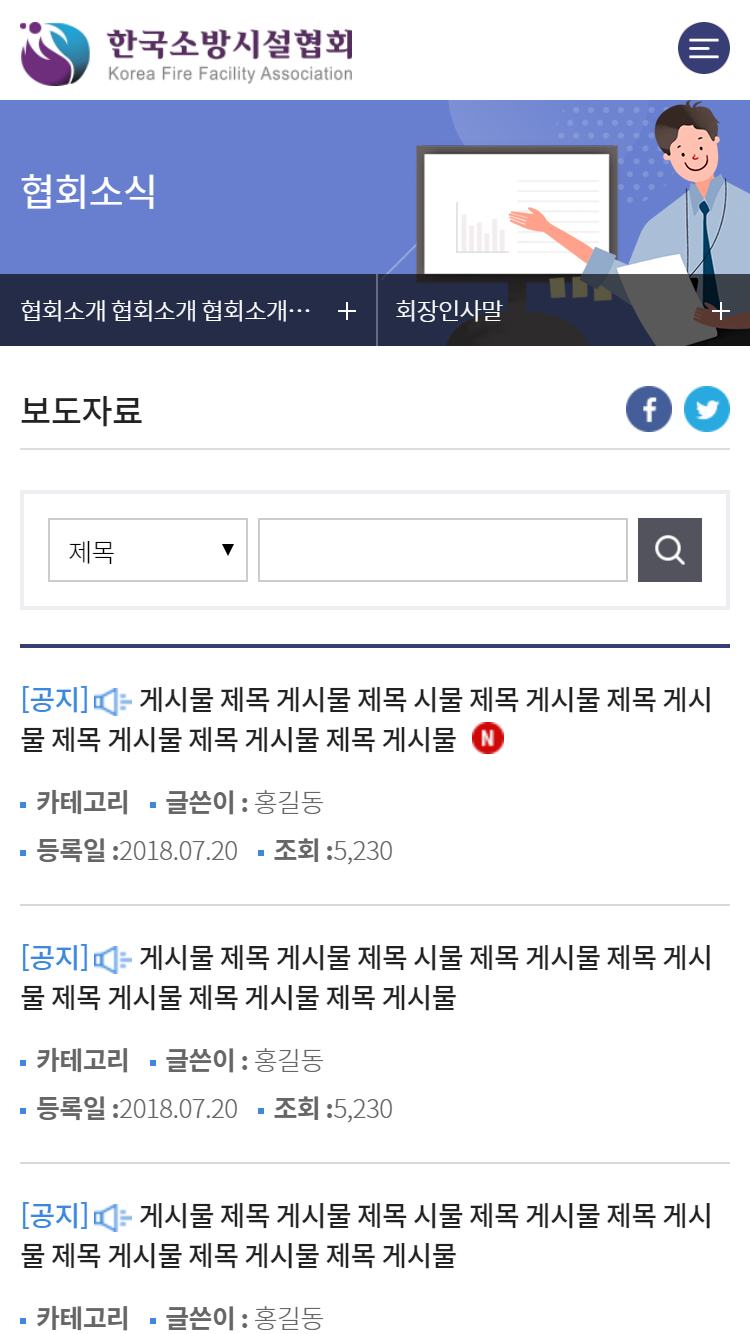 한국소방시설협회
Korea Fire Facility Association
협회소식
협회소개 협회소개 협회소개…
회장인사말
보도자료
제목
[공지] 게시물 제목 게시물 제목 시물 제목 게시물 제목 게시
물 제목 게시물 제목 게시물 제목 게시물 N
카테고리 글쓴이 : 홍길동
등록일 :2018.07.20 조회 :5,230
[공지] 게시물 제목 게시물 제목 시물 제목 게시물 제목 게시
물 제목 게시물 제목 게시물 제목 게시물
카테고리 글쓴이 : 홍길동
등록일 :2018.07.20 조회 :5,230
[공지] 게시물 제목 게시물 제목 시물 제목 게시물 제목 게시
물 제목 게시물 제목 게시물 제목 게시물
카테고리 글쓴이 : 홍길동